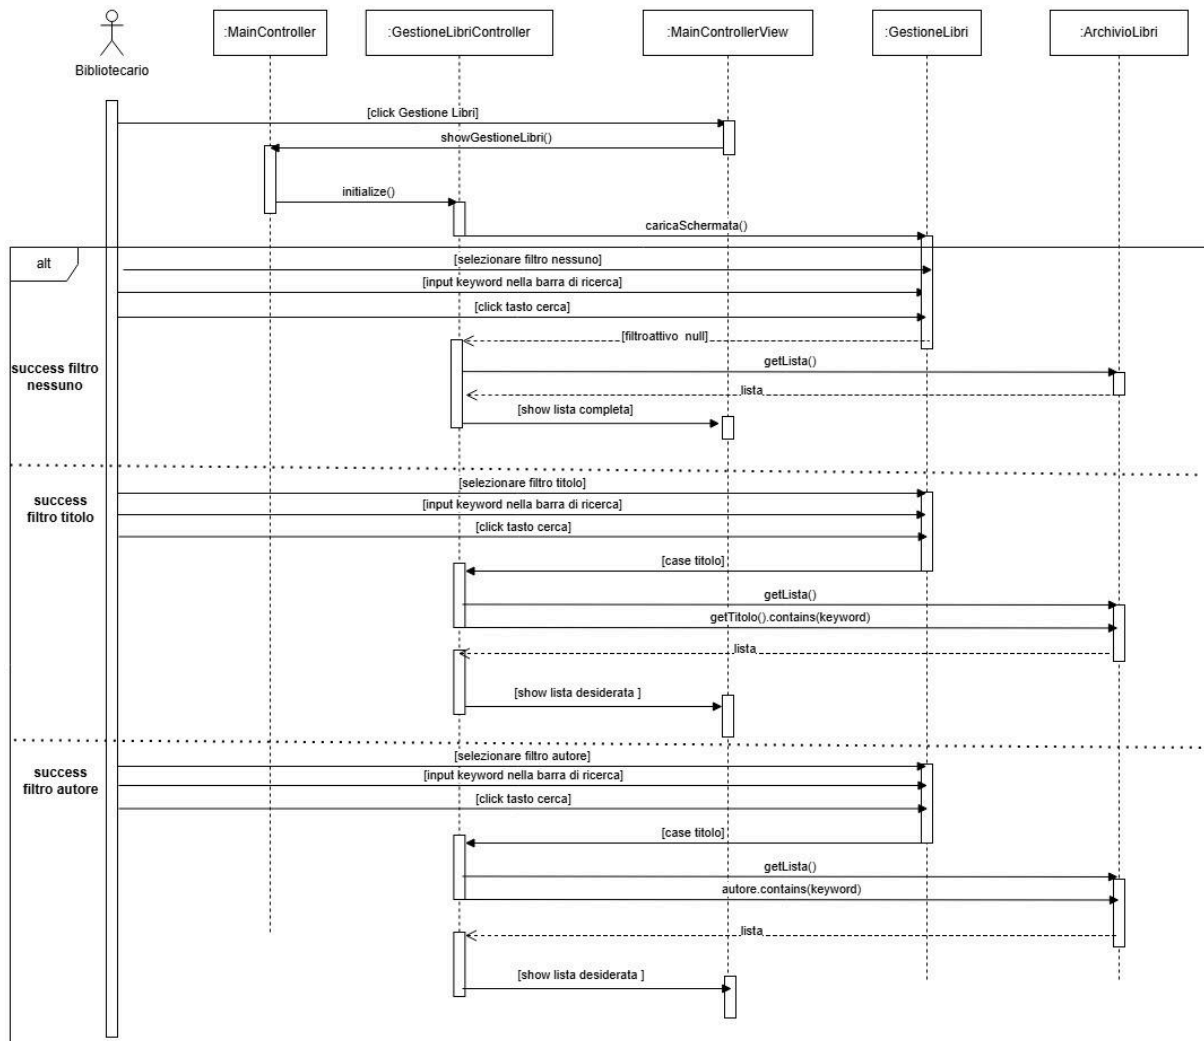 :MainController
:GestioneLibriController
:MainControllerView
:GestioneLibri
:ArchivioLibri
Bibliotecario
[click Gestione Libri]
showGestioneLibri()
initialize()
caricaSchermata()
alt
[selezionare filtro nessuno]
[input keyword nella barra di ricerca]
[click tasto cerca]
[filtroattivo null]
success filtro
nessuno
getLista()
lista
[show lista completa]
success
filtro titolo
[selezionare filtro titolo]
[input keyword nella barra di ricerca]
[click tasto cerca]
[case titolo]
getLista()
getTitolo().contains(keyword)
lista
[show lista desiderata ]
success
filtro autore
[selezionare filtro autore]
[input keyword nella barra di ricerca]
[click tasto cerca]
[case titolo]
getLista()
autore.contains(keyword)
lista
[show lista desiderata ]